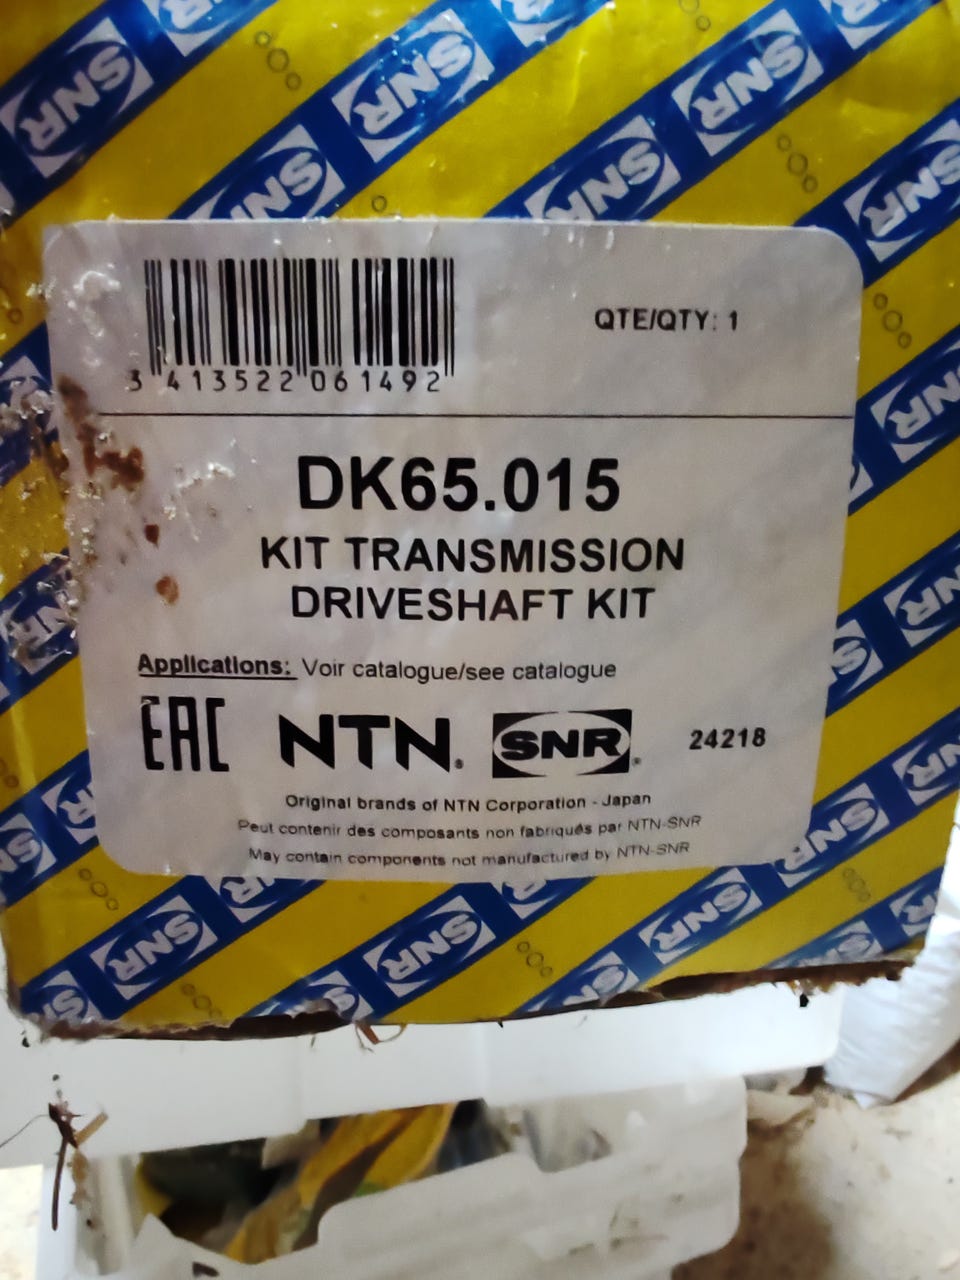 QTE/QTY: 1
3 413522 061492
DK65.015
KIT TRANSMISSION
DRIVESHAFT KIT
Applications: Voir catalogue/see catalogue
EAC NTN® SNR® 24218
Original brands of NTN Corporation - Japan
Peut contenir des composants non fabriqués par NTN-SNR
May contain components not manufactured by NTN-SNR